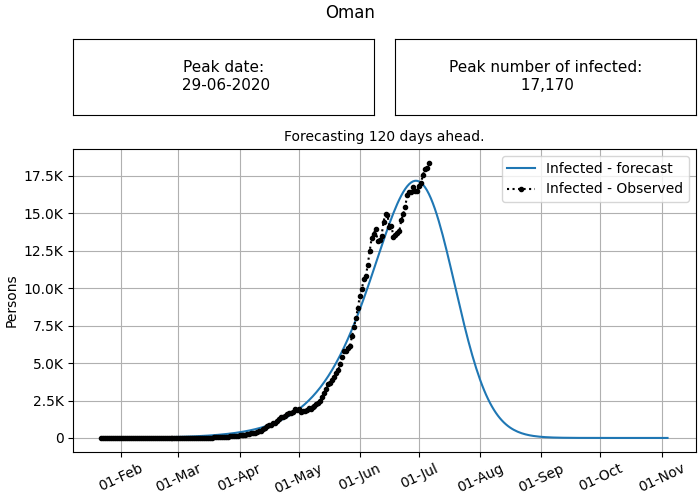 Oman
Peak date:
29-06-2020
Peak number of infected:
17,170
Forecasting 120 days ahead.
Infected - forecast
Infected - Observed
17.5K
15.0K
12.5K
10.0K
7.5K
5.0K
2.5K
0
Persons
01-Feb
01-Mar
01-Apr
01-May
01-Jun
01-Jul
01-Aug
01-Sep
01-Oct
01-Nov